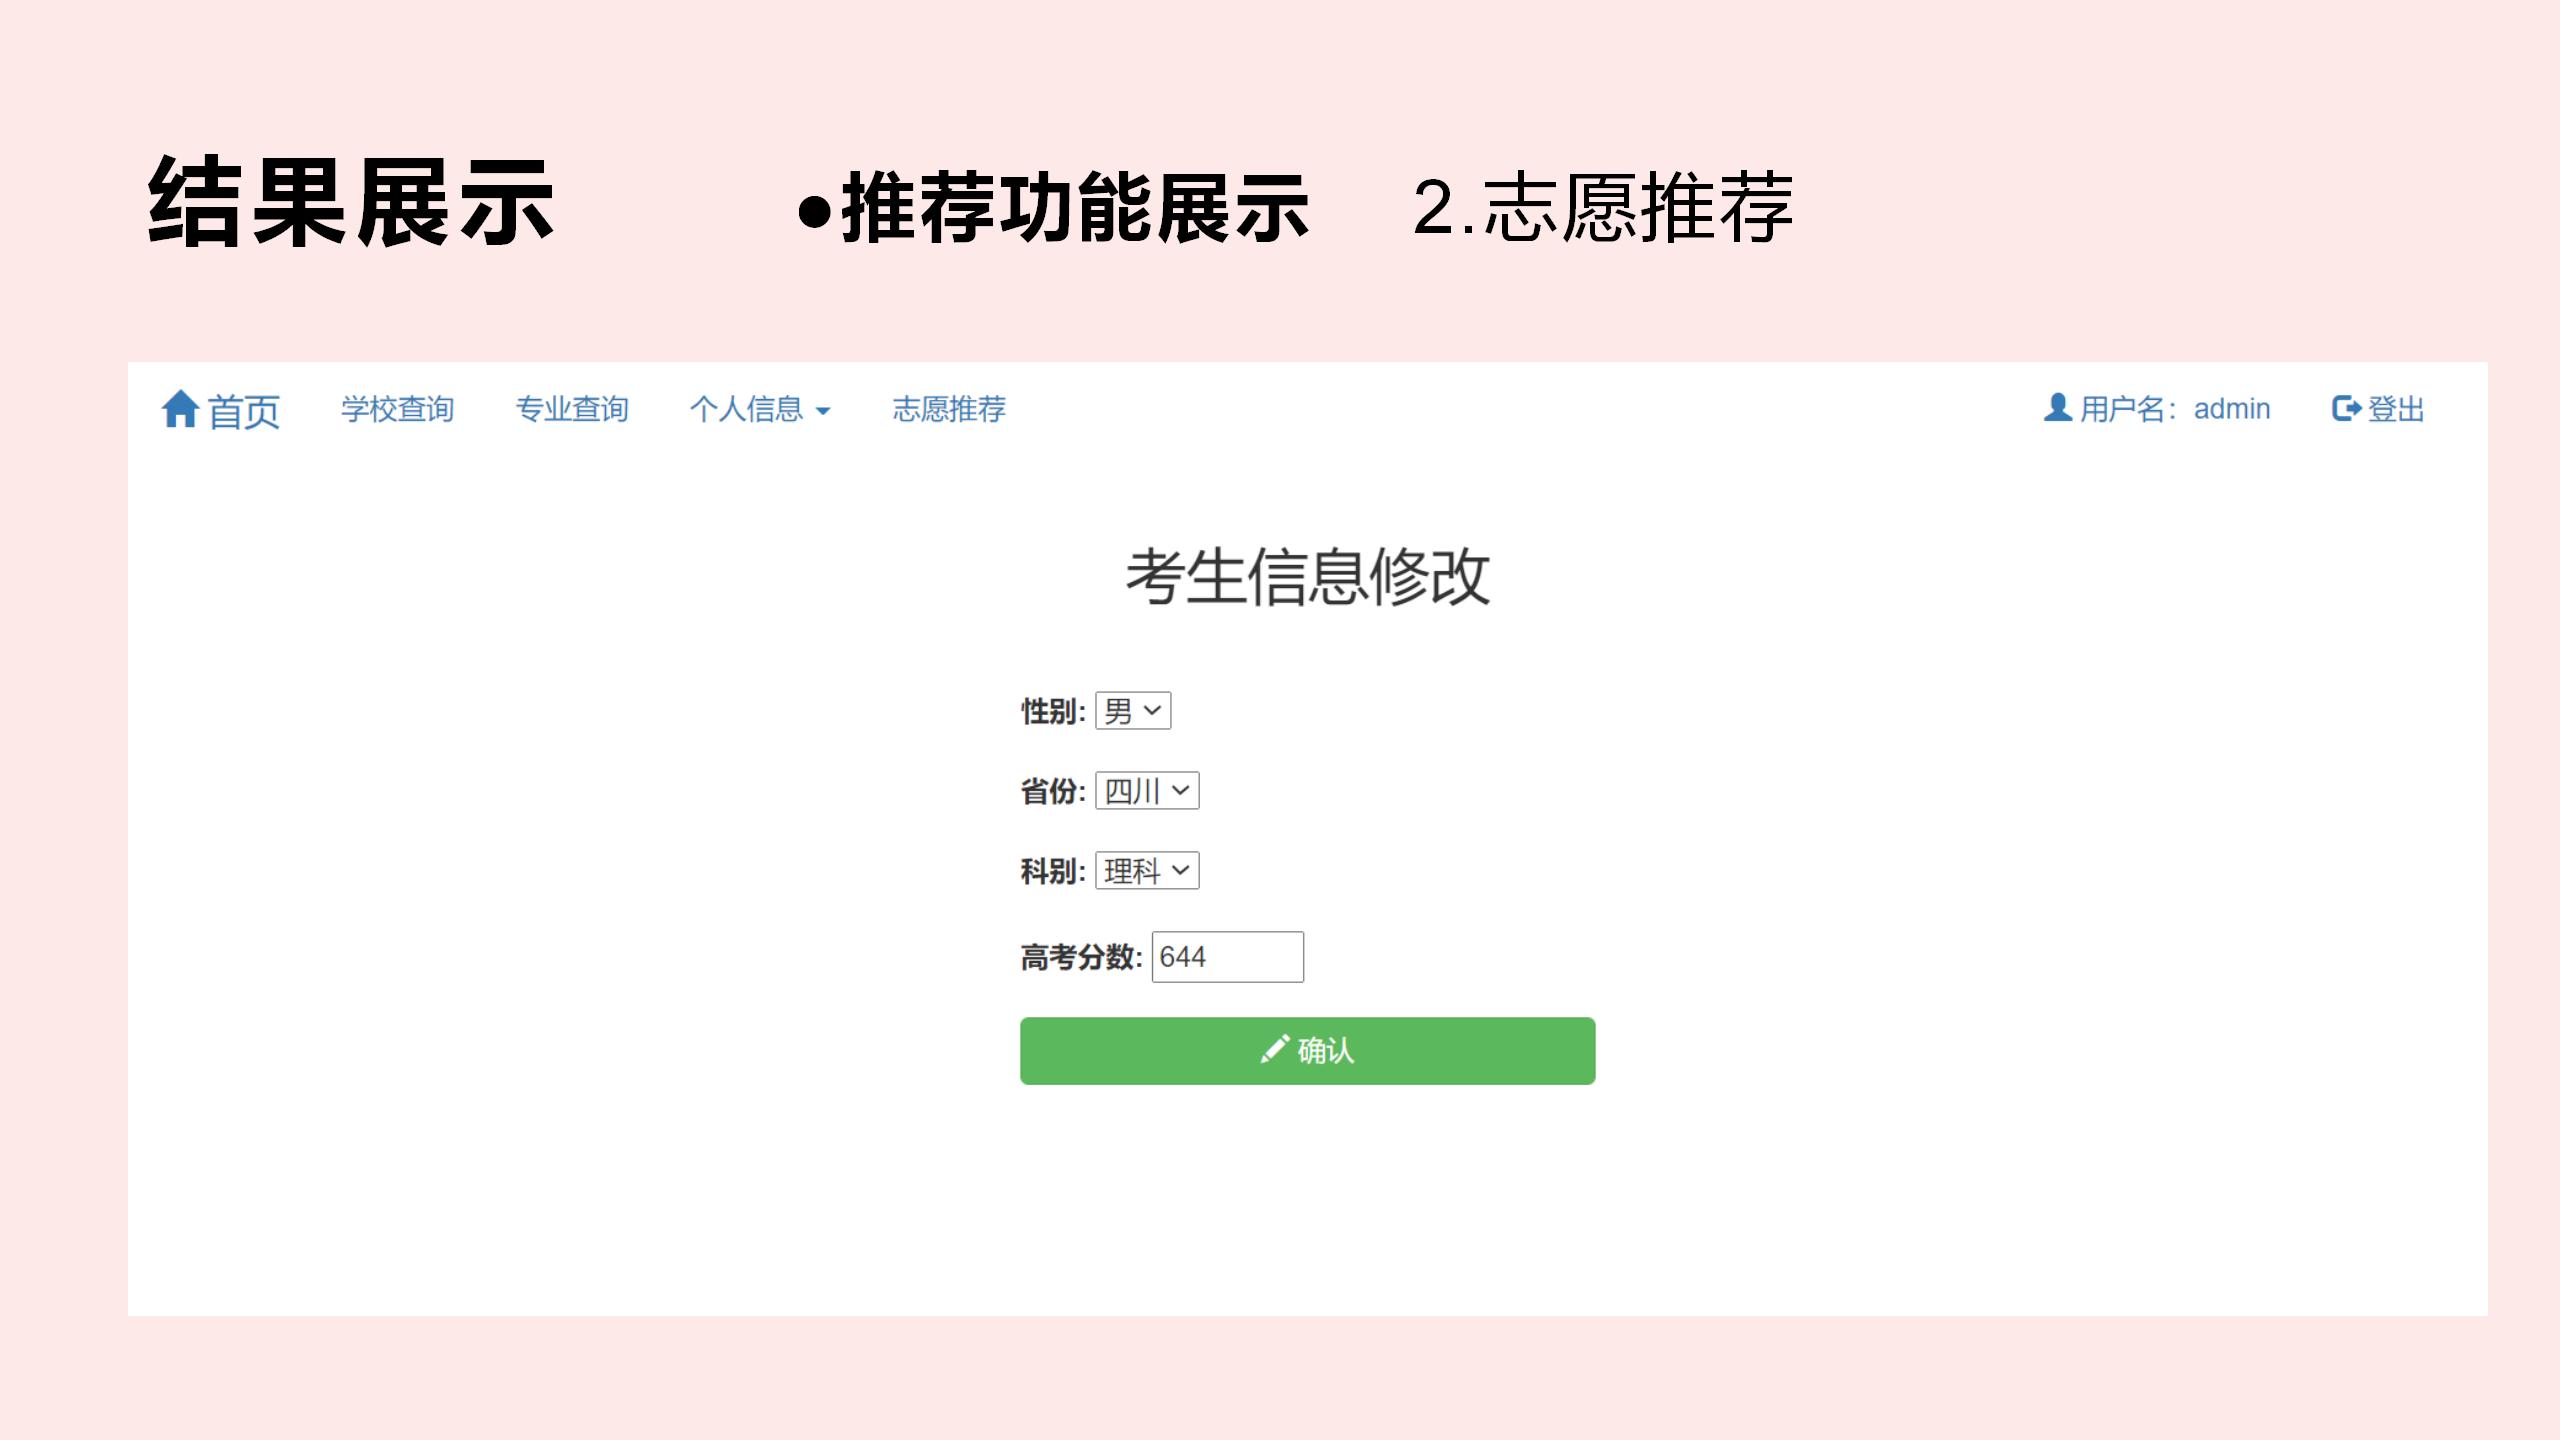 结果展示 •推荐功能展示 2.志愿推荐
首页 学校查询 专业查询 个人信息 志愿推荐 用户名：admin 登出
考生信息修改
性别: 男
省份: 四川
科别: 理科
高考分数: 644
确认